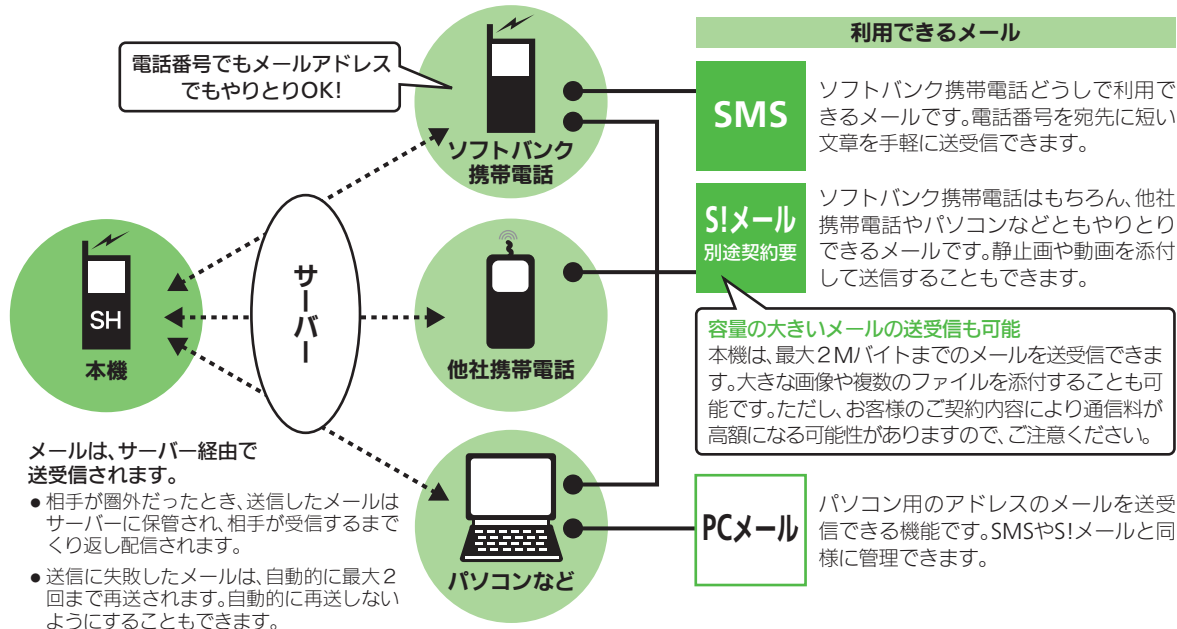 電話番号でもメールアドレス
でもやりとりOK!
ソフトバンク
携帯電話
サーバー
SH
本機
他社携帯電話
パソコンなど
メールは、サーバー経由で
送受信されます。
●相手が圏外だったとき、送信したメールは
サーバーに保管され、相手が受信するまで
くり返し配信されます。
●送信に失敗したメールは、自動的に最大2
回まで再送されます。自動的に再送しない
ようにすることもできます。
利用できるメール
SMS
ソフトバンク携帯電話どうしで利用で
きるメールです。電話番号を宛先に短い
文章を手軽に送受信できます。
S!メール
別途契約要
ソフトバンク携帯電話はもちろん、他社
携帯電話やパソコンなどともやりとり
できるメールです。静止画や動画を添付
して送信することもできます。
容量の大きいメールの送受信も可能
本機は、最大2Mバイトまでのメールを送受信できま
す。大きな画像や複数のファイルを添付することも可
能です。ただし、お客様のご契約内容により通信料が
高額になる可能性がありますので、ご注意ください。
PCメール
パソコン用のアドレスのメールを送受
信できる機能です。SMSやS!メールと同
様に管理できます。